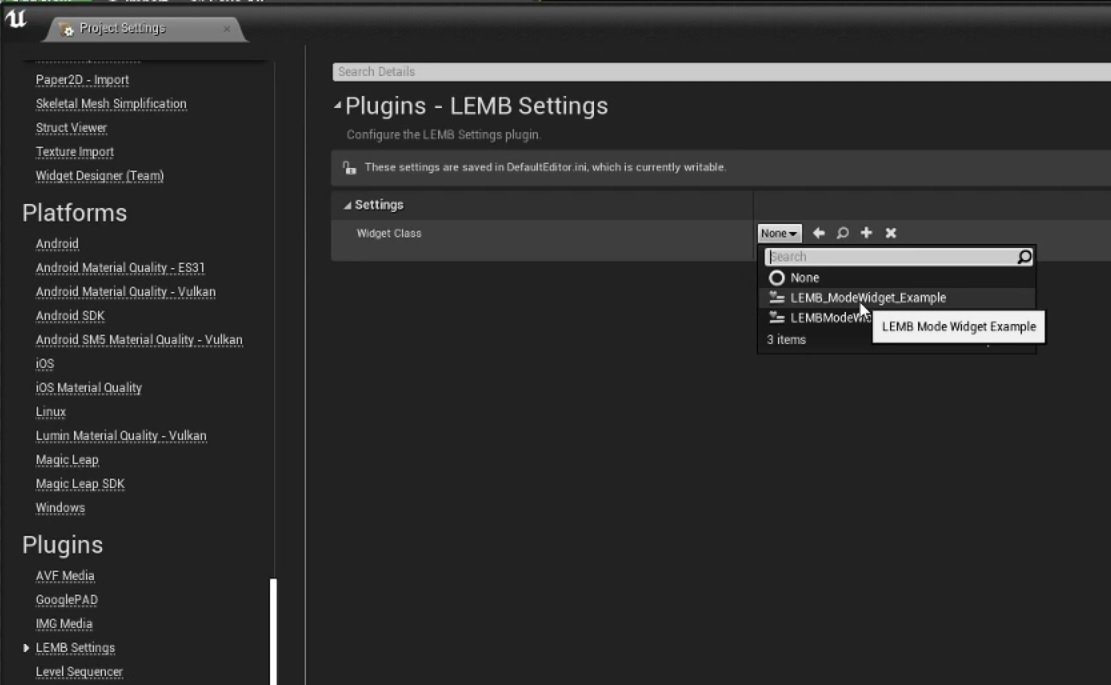 Project Settings
Paper2D - Import
Skeletal Mesh Simplification
Struct Viewer
Texture Import
Widget Designer (Team)
Platforms
Android
Android Material Quality - ES31
Android Material Quality - Vulkan
Android SDK
Android SM5 Material Quality - Vulkan
iOS
iOS Material Quality
Linux
Lumin Material Quality - Vulkan
Magic Leap
Magic Leap SDK
Windows
Plugins
AVF Media
GooglePAD
IMG Media
LEMB Settings
Level Sequencer
Search Details
Plugins - LEMB Settings
Configure the LEMB Settings plugin.
These settings are saved in DefaultEditor.ini, which is currently writable.
Settings
Widget Class
None
Search
None
LEMB_ModeWidget_Example
LEMB Mode Widget Example
3 items